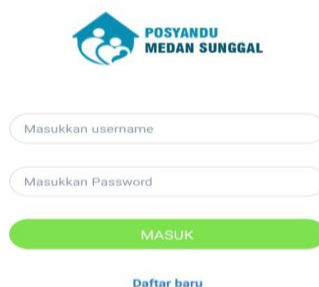 POSYANDU
MEDAN SUNGGAL
Masukkan username
Masukkan Password
MASUK
Daftar baru